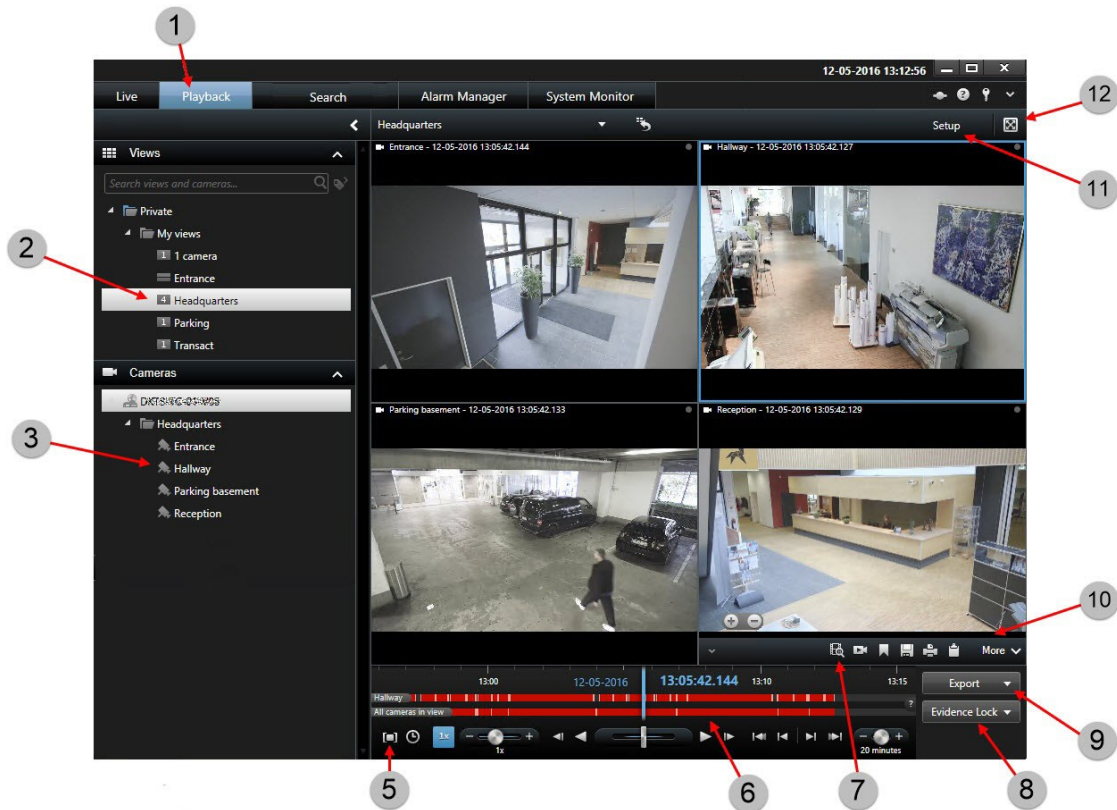 1
12-05-2016 13:12:56
Live Playback Search Alarm Manager System Monitor
12
Headquarters Setup
11
Views
Entrance - 12-05-2016 13:05:42.144
Hallway - 12-05-2016 13:05:42.127
Search views and cameras...
Private
My views
2
1 1 camera
Entrance
4 Headquarters
1 Parking
1 Transact
Cameras
Parking basement - 12-05-2016 13:05:42.133
Reception - 12-05-2016 13:05:42.129
Headquarters
3
Entrance
Hallway
Parking basement
Reception
10
More
13:00 12-05-2016 13:05:42.144 13:10 13:15
Export
Hallway
All cameras in view
Evidence Lock
1x
1x
20 minutes
9
5
6
7
8